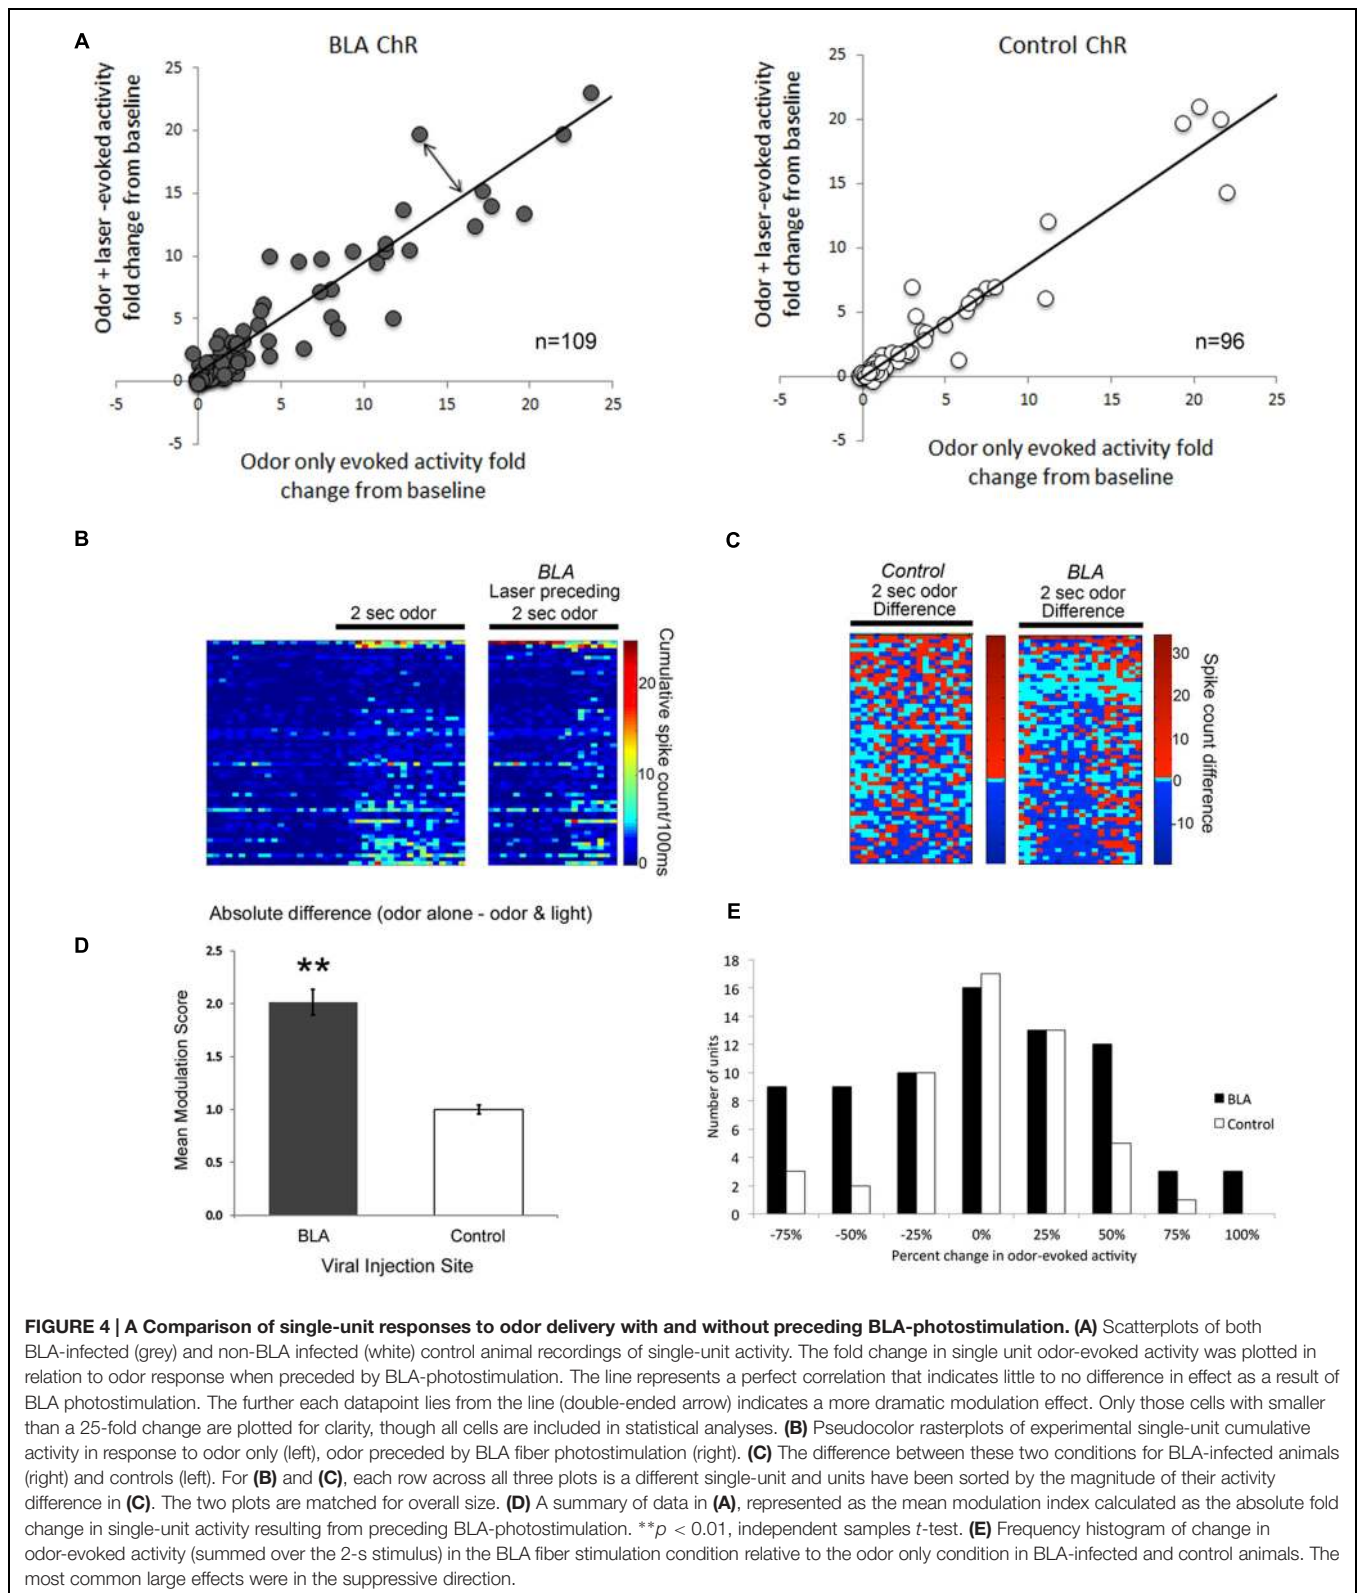 A
BLA ChR
Odor + laser -evoked activity
fold change from baseline
25
20
15
10
5
0
-5
-5
0
5
10
15
20
25
n=109
Odor only evoked activity fold
change from baseline
Control ChR
Odor + laser-evoked activity
fold change from baseline
25
20
15
10
5
0
-5
-5
0
5
10
15
20
25
n=96
Odor only evoked activity fold
change from baseline
B
2 sec odor
BLA
Laser preceding
2 sec odor
20
10
0
Cumulative spike count/100ms
C
Control
2 sec odor
Difference
BLA
2 sec odor
Difference
30
20
10
0
-10
Spike count difference
D
Absolute difference (odor alone - odor & light)
Mean Modulation Score
2.5
2.0
1.5
1.0
0.5
0.0
**
BLA
Control
Viral Injection Site
E
Number of units
18
16
14
12
10
8
6
4
2
0
-75%
-50%
-25%
0%
25%
50%
75%
100%
Percent change in odor-evoked activity
BLA
Control
FIGURE 4 | A Comparison of single-unit responses to odor delivery with and without preceding BLA-photostimulation. (A) Scatterplots of both
BLA-infected (grey) and non-BLA infected (white) control animal recordings of single-unit activity. The fold change in single unit odor-evoked activity was plotted in
relation to odor response when preceded by BLA-photostimulation. The line represents a perfect correlation that indicates little to no difference in effect as a result of
BLA photostimulation. The further each datapoint lies from the line (double-ended arrow) indicates a more dramatic modulation effect. Only those cells with smaller
than a 25-fold change are plotted for clarity, though all cells are included in statistical analyses. (B) Pseudocolor rasterplots of experimental single-unit cumulative
activity in response to odor only (left), odor preceded by BLA fiber photostimulation (right). (C) The difference between these two conditions for BLA-infected animals
(right) and controls (left). For (B) and (C), each row across all three plots is a different single-unit and units have been sorted by the magnitude of their activity
difference in (C). The two plots are matched for overall size. (D) A summary of data in (A), represented as the mean modulation index calculated as the absolute fold
change in single-unit activity resulting from preceding BLA-photostimulation. **p < 0.01, independent samples t-test. (E) Frequency histogram of change in
odor-evoked activity (summed over the 2-s stimulus) in the BLA fiber stimulation condition relative to the odor only condition in BLA-infected and control animals. The
most common large effects were in the suppressive direction.